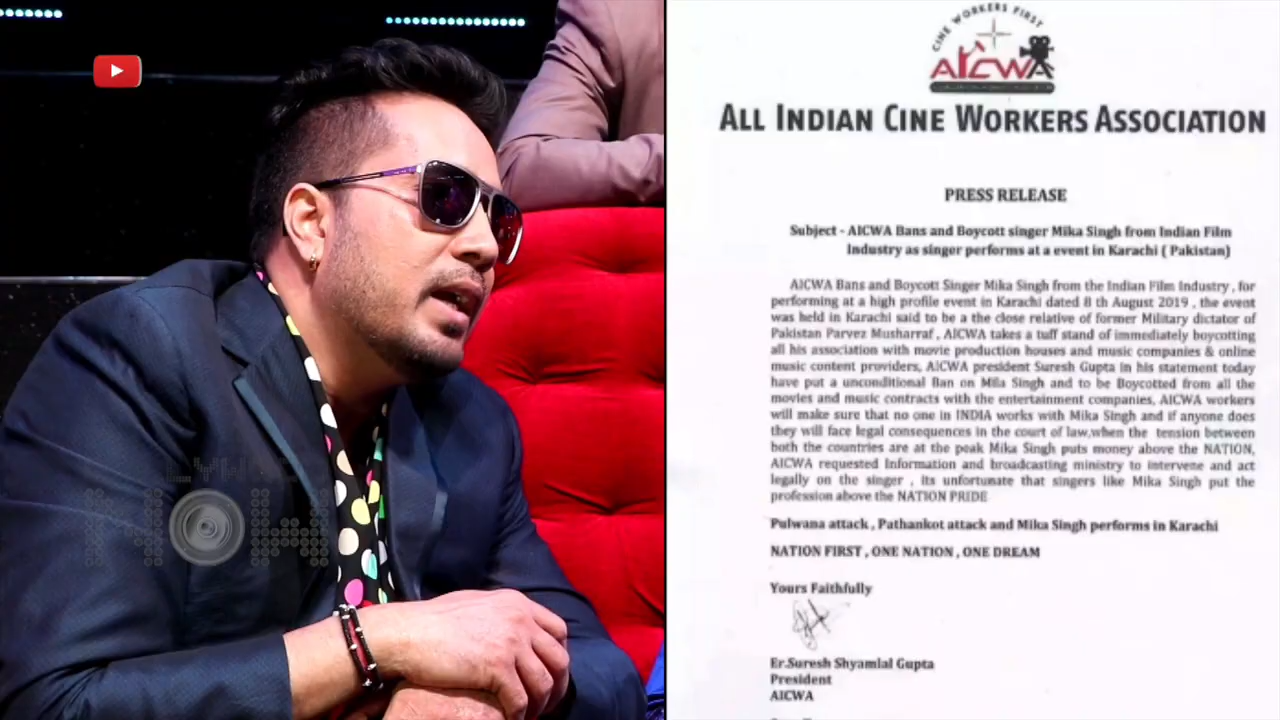 CINE WORKERS FIRST
AICWA
ALL INDIAN CINE WORKERS ASSOCIATION
PRESS RELEASE
Subject - AICWA Bans and Boycott singer Mika Singh from Indian Film
Industry as singer performs at a event in Karachi ( Pakistan)
AICWA Bans and Boycott Singer Mika Singh from the Indian Film Industry , for
performing at a high profile event in Karachi dated 8 th August 2019 , the event
was held in Karachi said to be a the close relative of former Military dictator of
Pakistan Parvez Musharraf , AICWA takes a tuff stand of immediately boycotting
all his association with movie production houses and music companies & online
music content providers, AICWA president Suresh Gupta in his statement today
have put a unconditional Ban on Mila Singh and to be Boycotted from all the
movies and music contracts with the entertainment companies, AICWA workers
will make sure that no one in INDIA works with Mika Singh and if anyone does
they will face legal consequences in the court of law,when the tension between
both the countries are at the peak Mika Singh puts money above the NATION,
AICWA requested Information and broadcasting ministry to intervene and act
legally on the singer , its unfortunate that singers like Mika Singh put the
profession above the NATION PRIDE
Pulwana attack , Pathankot attack and Mika Singh performs in Karachi
NATION FIRST , ONE NATION , ONE DREAM
Yours Faithfully
Er.Suresh Shyamlal Gupta
President
AICWA